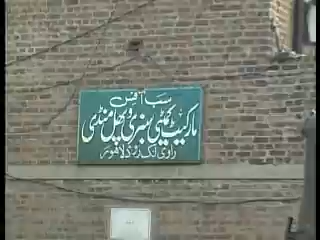 سب آفس
مارکیٹ کمیٹی سبزی و پھل منڈی
راوی لنک روڈ لاہور